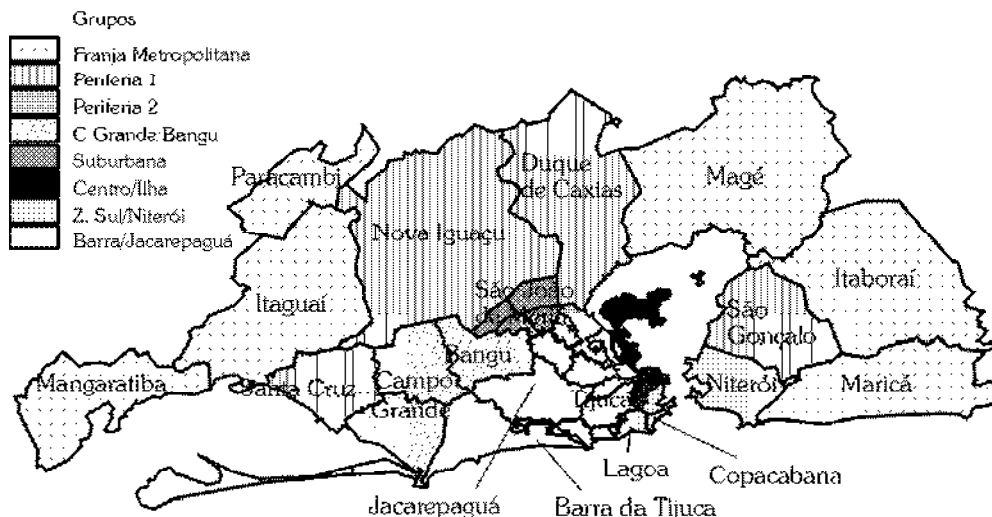 Grupos
Franja Metropolitana
Periferia 1
Periferia 2
C Grande/Bangu
Suburbana
Centro/Ilha
Z. Sul/Niterói
Barra/Jacarepaguá
Paracambi
Duque
de Caxias
Magé
Nova Iguaçu
Itaguaí
São João
Itaboraí
São
Gonçalo
Mangaratiba
Santa Cruz
Campo
Grande
Bangu
Tijuca
Niterói
Maricá
Lagoa
Copacabana
Jacarepaguá
Barra da Tijuca